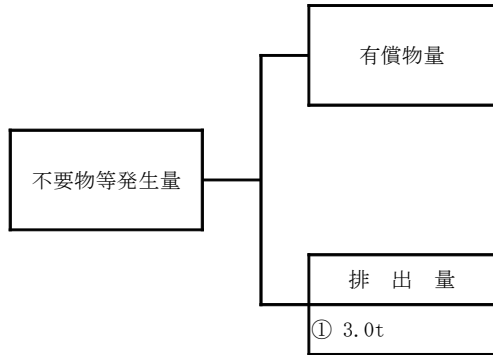 有償物量
不要物等発生量
排 出 量
① 3.0t